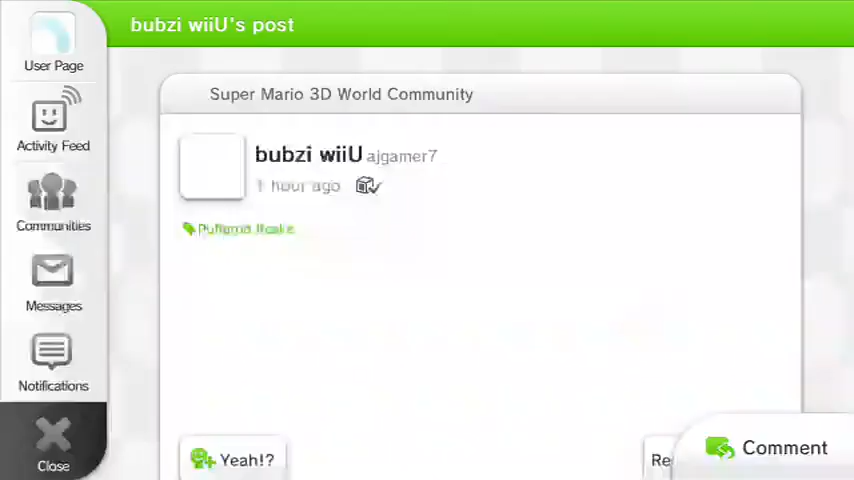 bubzi wiiU's post
User Page
Super Mario 3D World Community
Activity Feed
bubzi wiiU ajgamer7
1 hour ago
Communities
Messages
Notifications
Close
Yeah!?
Re
Comment